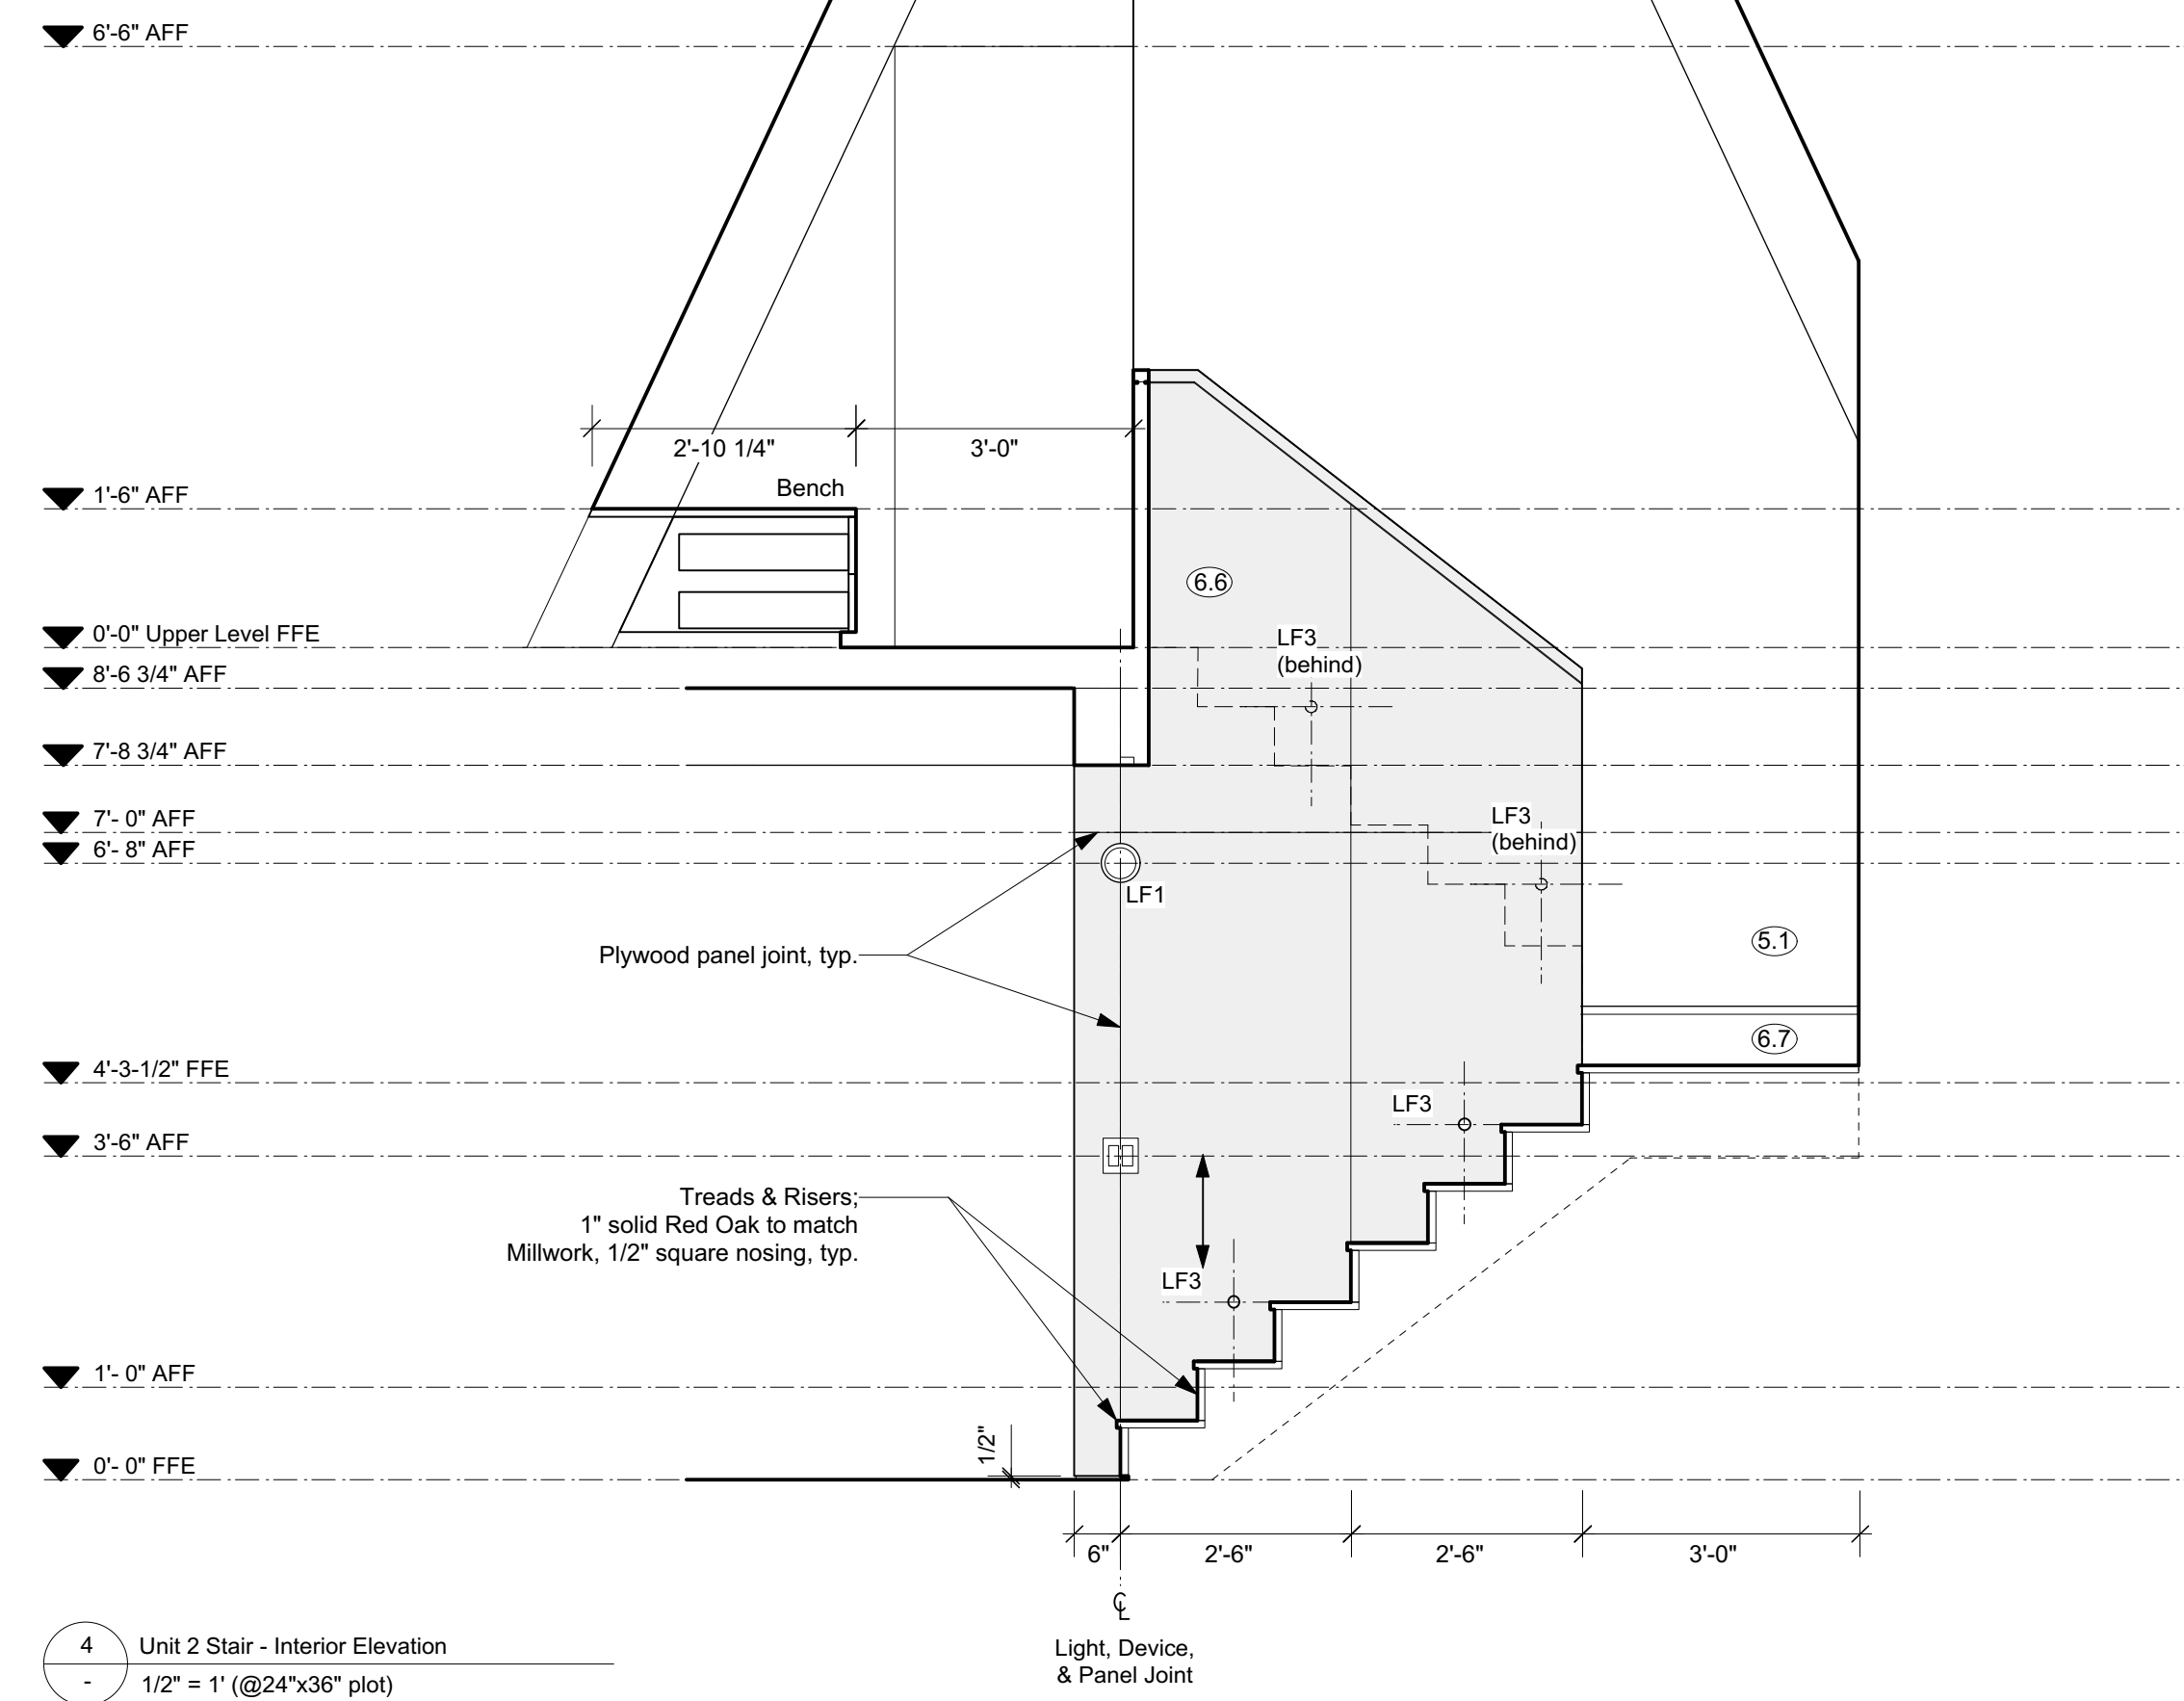 6'-6" AFF
2'-10 1/4"
3'-0"
Bench
1'-6" AFF
6.6
0'-0" Upper Level FFE
LF3
(behind)
8'-6 3/4" AFF
7'-8 3/4" AFF
7'- 0" AFF
LF3
(behind)
6'- 8" AFF
LF1
Plywood panel joint, typ.
5.1
6.7
4'-3-1/2" FFE
LF3
3'-6" AFF
Treads & Risers;
1" solid Red Oak to match
Millwork, 1/2" square nosing, typ.
LF3
1'- 0" AFF
1/2"
0'- 0" FFE
6"
2'-6"
2'-6"
3'-0"
℄
Light, Device,
& Panel Joint
4
Unit 2 Stair - Interior Elevation
-
1/2" = 1' (@24"x36" plot)